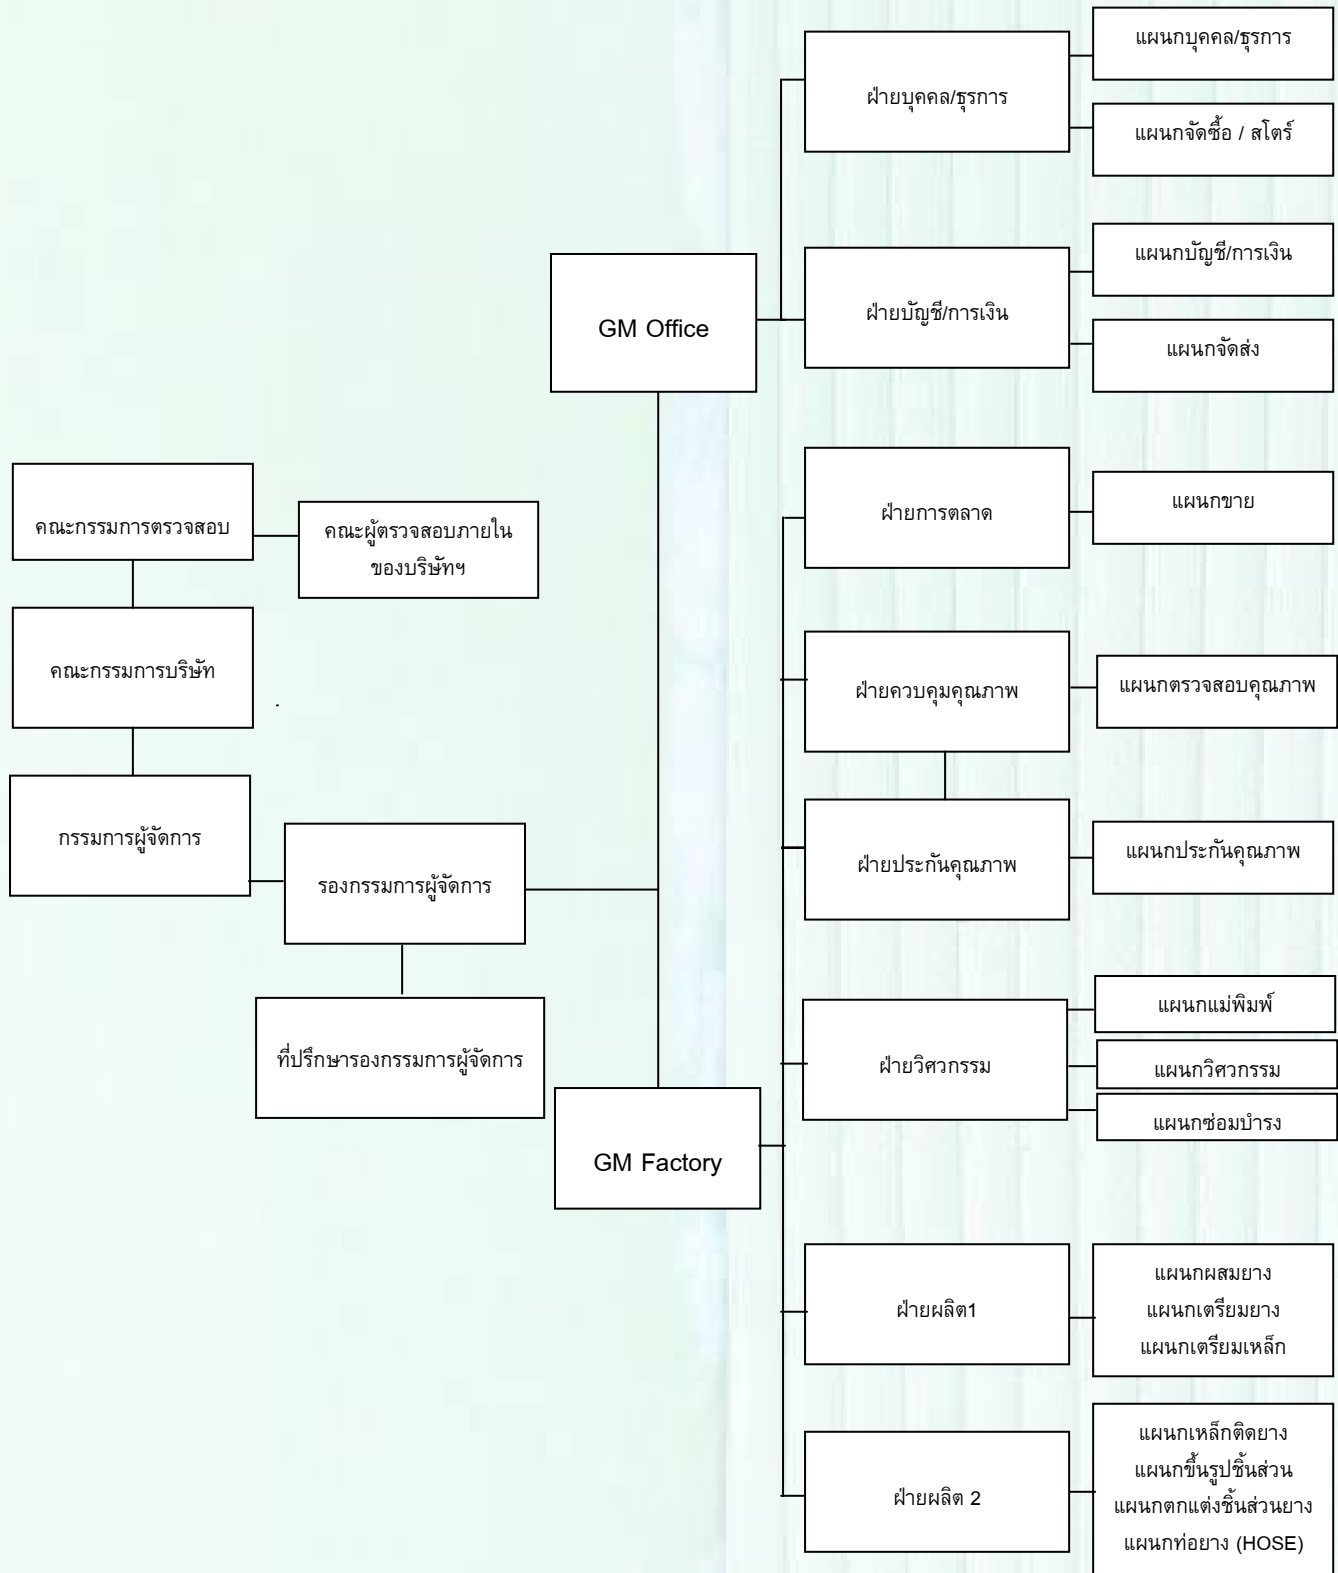 แผนกบุคคล/ธุรการ
ฝ่ายบุคคล/ธุรการ
แผนกจัดซื้อ / สโตร์
แผนกบัญชี/การเงิน
ฝ่ายบัญชี/การเงิน
GM Office
แผนกจัดส่ง
แผนกขาย
ฝ่ายการตลาด
คณะกรรมการตรวจสอบ
คณะผู้ตรวจสอบภายใน
ของบริษัทฯ
คณะกรรมการบริษัท
.
ฝ่ายควบคุมคุณภาพ
แผนกตรวจสอบคุณภาพ
กรรมการผู้จัดการ
รองกรรมการผู้จัดการ
ฝ่ายประกันคุณภาพ
แผนกประกันคุณภาพ
ที่ปรึกษารองกรรมการผู้จัดการ
แผนกแม่พิมพ์
ฝ่ายวิศวกรรม
แผนกวิศวกรรม
แผนกซ่อมบำรง
GM Factory
ฝ่ายผลิต1
แผนกผสมยาง
แผนกเตรียมยาง
แผนกเตรียมเหล็ก
ฝ่ายผลิต 2
แผนกเหล็กติดยาง
แผนกขึ้นรูปชิ้นส่วน
แผนกตกแต่งชิ้นส่วนยาง
แผนกท่อยาง (HOSE)